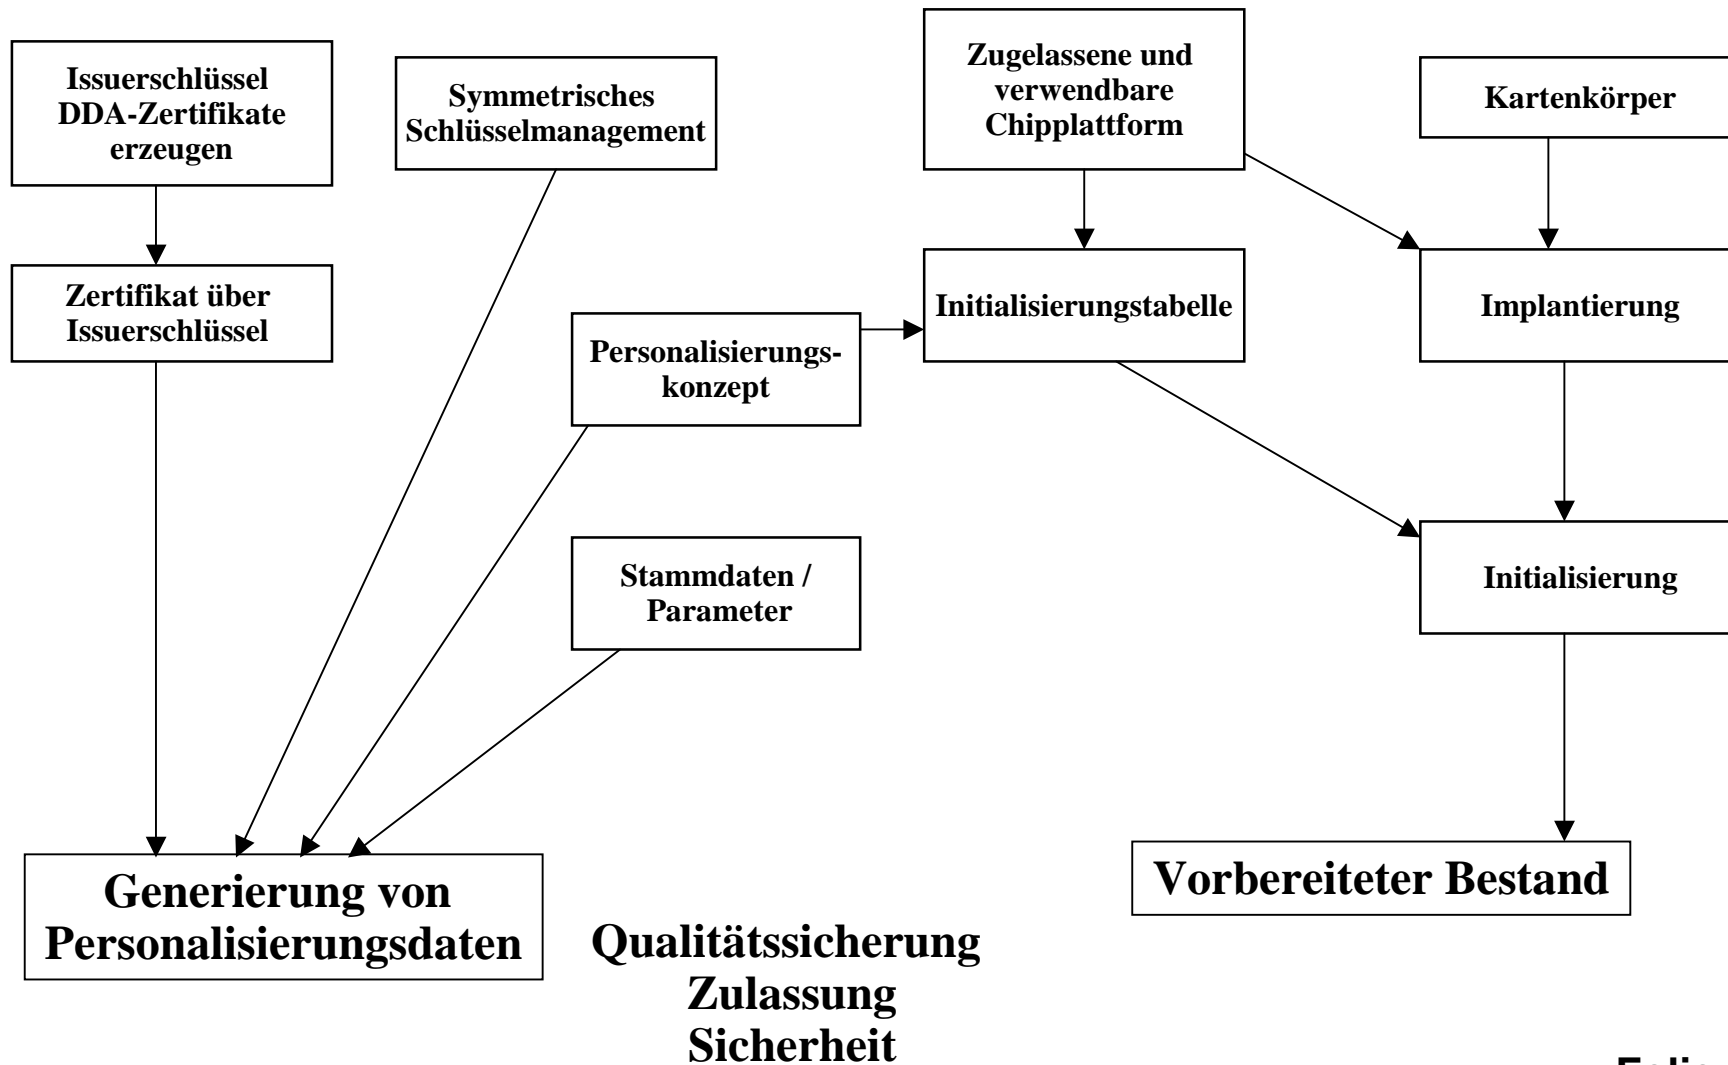 Issuerschlüssel
DDA-Zertifikate
erzeugen
Symmetrisches
Schlüsselmanagement
Zugelassene und
verwendbare
Chipplattform
Kartenkörper
Zertifikat über
Issuerschlüssel
Personalisierungs-
konzept
Initialisierungstabelle
Implantierung
Stammdaten /
Parameter
Initialisierung
Generierung von
Personalisierungsdaten
Vorbereiteter Bestand
Qualitätssicherung
Zulassung
Sicherheit